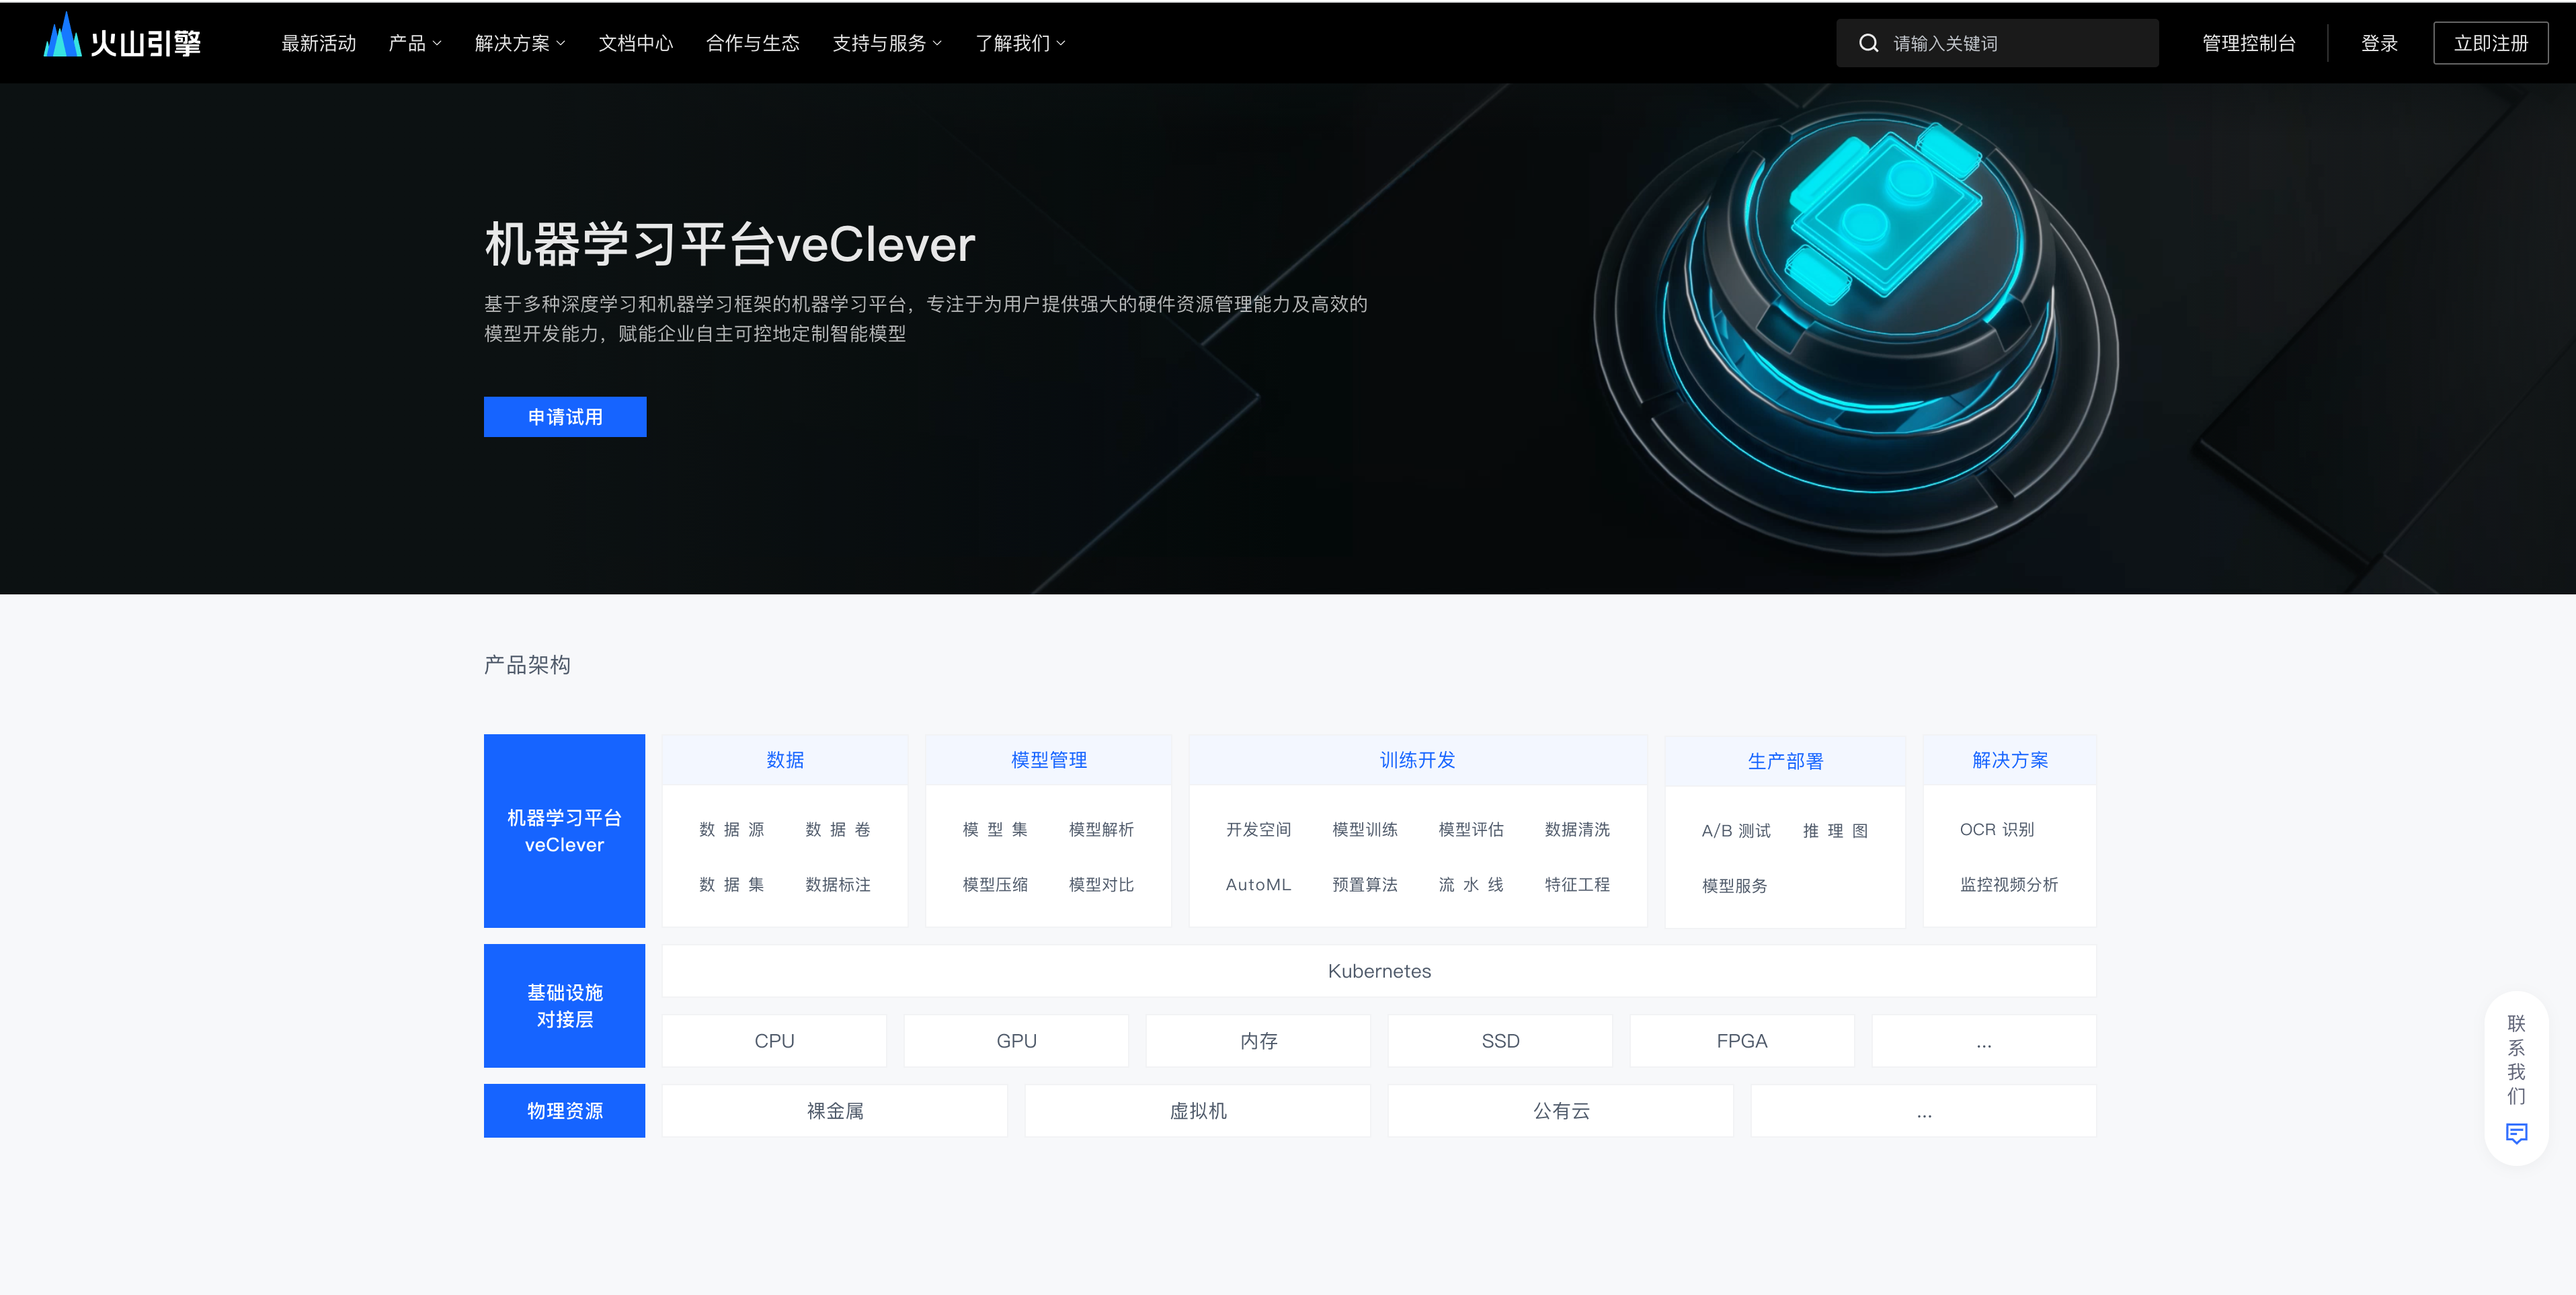 火山引擎
最新活动 产品 解决方案 文档中心 合作与生态 支持与服务 了解我们
请输入关键词
管理控制台 登录 立即注册
机器学习平台veClever
基于多种深度学习和机器学习框架的机器学习平台，专注于为用户提供强大的硬件资源管理能力及高效的
模型开发能力，赋能企业自主可控地定制智能模型
申请试用
产品架构
机器学习平台
veClever
数据
数 据 源 数 据 卷
数 据 集 数据标注
模型管理
模 型 集 模型解析
模型压缩 模型对比
训练开发
开发空间 模型训练 模型评估 数据清洗
AutoML 预置算法 流 水 线 特征工程
生产部署
A/B 测试 推 理 图
模型服务
解决方案
OCR 识别
监控视频分析
基础设施
对接层
Kubernetes
CPU GPU 内存 SSD FPGA ...
物理资源
裸金属 虚拟机 公有云 ...
联系我们